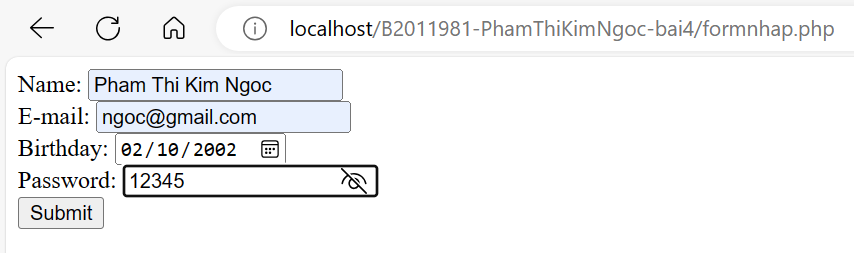 localhost/B2011981-PhamThiKimNgoc-bai4/formnhap.php
Name: Pham Thi Kim Ngoc
E-mail: ngoc@gmail.com
Birthday: 02/10/2002
Password: 12345
Submit